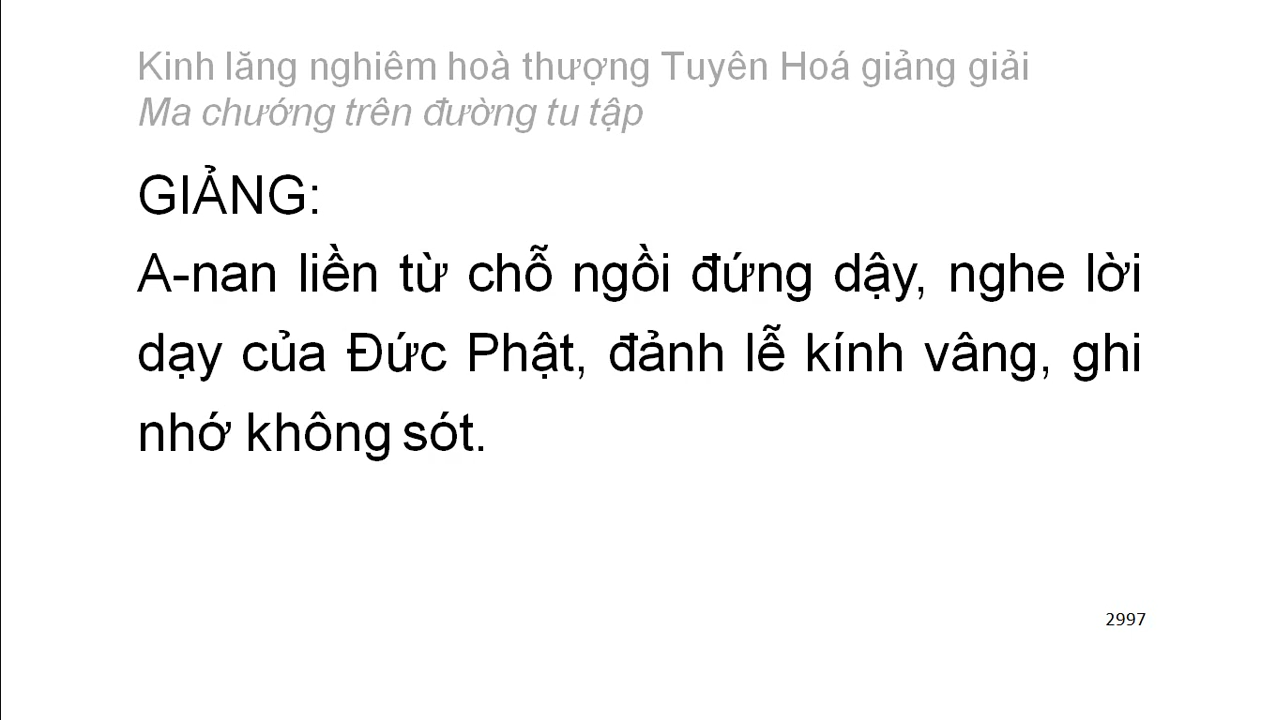 Kinh lăng nghiêm hoà thượng Tuyên Hoá giảng giải
Ma chướng trên đường tu tập
GIẢNG:
A-nan liền từ chỗ ngồi đứng dậy, nghe lời
dạy của Đức Phật, đảnh lễ kính vâng, ghi
nhớ không sót.
2997